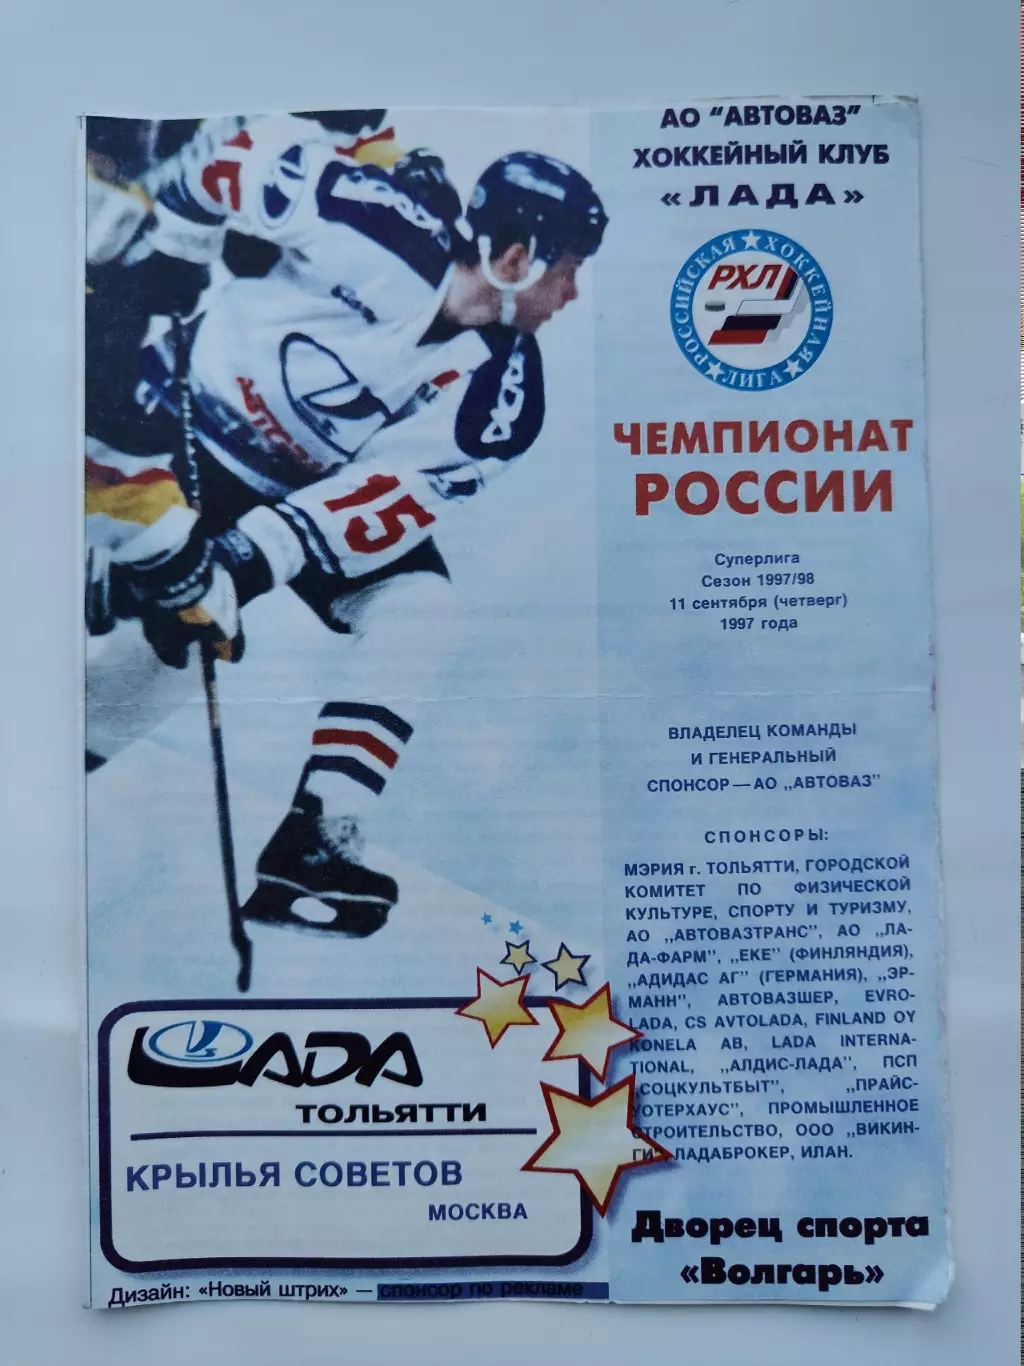 АО "АВТОВАЗ"
ХОККЕЙНЫЙ КЛУБ
«ЛАДА»
РОССИЙСКАЯ ★ ХОККЕЙНАЯ ★ ЛИГА ★
РХЛ
ЧЕМПИОНАТ
РОССИИ
Суперлига
Сезон 1997/98
11 сентября (четверг)
1997 года
ВЛАДЕЛЕЦ КОМАНДЫ
И ГЕНЕРАЛЬНЫЙ
СПОНСОР — АО „АВТОВАЗ"
СПОНСОРЫ:
МЭРИЯ г. ТОЛЬЯТТИ, ГОРОДСКОЙ
КОМИТЕТ ПО ФИЗИЧЕСКОЙ
КУЛЬТУРЕ, СПОРТУ И ТУРИЗМУ,
АО „АВТОВАЗТРАНС", АО „ЛА-
ДА-ФАРМ", „ЕКЕ" (ФИНЛЯНДИЯ),
„АДИДАС АГ" (ГЕРМАНИЯ), „ЭР-
МАНН", АВТОВАЗШЕР, EVRO-
LADA, CS AVTOLADA, FINLAND OY
KONELA AB, LADA INTERNA-
TIONAL, „АЛДИС-ЛАДА", ПСП
„СОЦКУЛЬТБЫТ", „ПРАЙС-
УОТЕРХАУС", ПРОМЫШЛЕННОЕ
СТРОИТЕЛЬСТВО, ООО „ВИКИН-
ГИ", ЛАДАБРОКЕР, ИЛАН.
15
LADA
ТОЛЬЯТТИ
КРЫЛЬЯ СОВЕТОВ
МОСКВА
Дворец спорта
«Волгарь»
Дизайн: «Новый штрих» — спонсор по рекламе